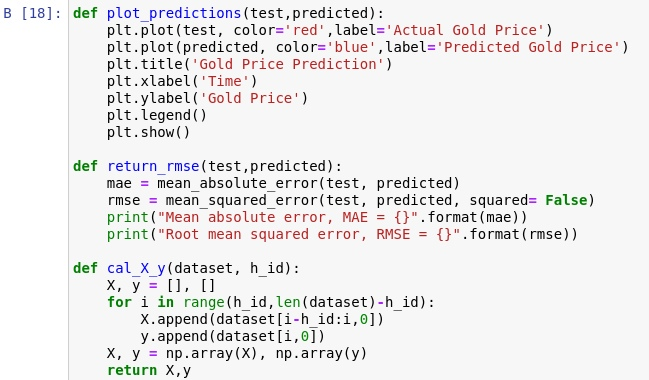 В [18]: def plot_predictions(test,predicted):
    plt.plot(test, color='red',label='Actual Gold Price')
    plt.plot(predicted, color='blue',label='Predicted Gold Price')
    plt.title('Gold Price Prediction')
    plt.xlabel('Time')
    plt.ylabel('Gold Price')
    plt.legend()
    plt.show()

def return_rmse(test,predicted):
    mae = mean_absolute_error(test, predicted)
    rmse = mean_squared_error(test, predicted, squared= False)
    print("Mean absolute error, MAE = {}".format(mae))
    print("Root mean squared error, RMSE = {}".format(rmse))

def cal_X_y(dataset, h_id):
    X, y = [], []
    for i in range(h_id,len(dataset)-h_id):
        X.append(dataset[i-h_id:i,0])
        y.append(dataset[i,0])
    X, y = np.array(X), np.array(y)
    return X,y